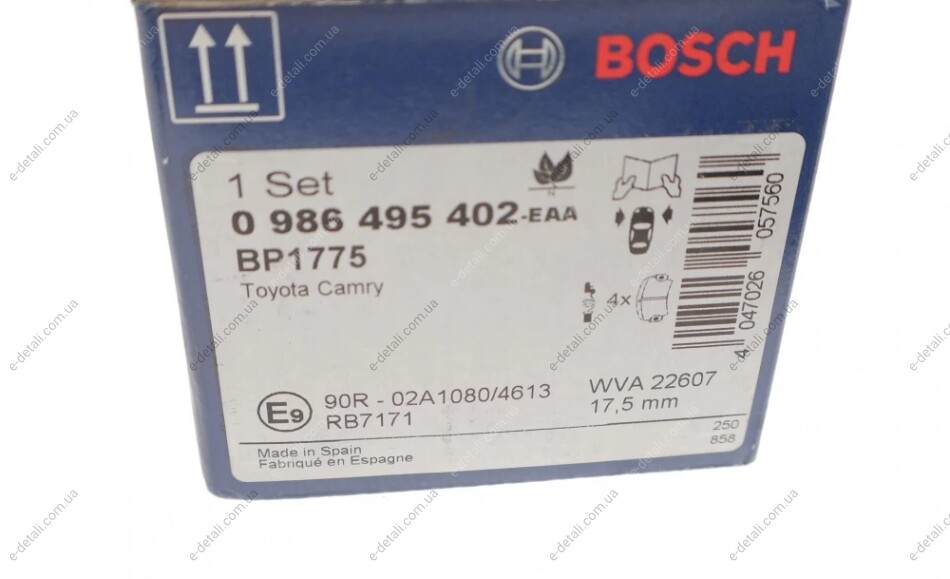 BOSCH
1 Set
0 986 495 402-EAA
BP1775
Toyota Camry
N
4x
4 047026 057560
E9
90R - 02A1080/4613
RB7171
WVA 22607
17,5 mm
Made in Spain
Fabriqué en Espagne
250
858
e-detali.com.ua